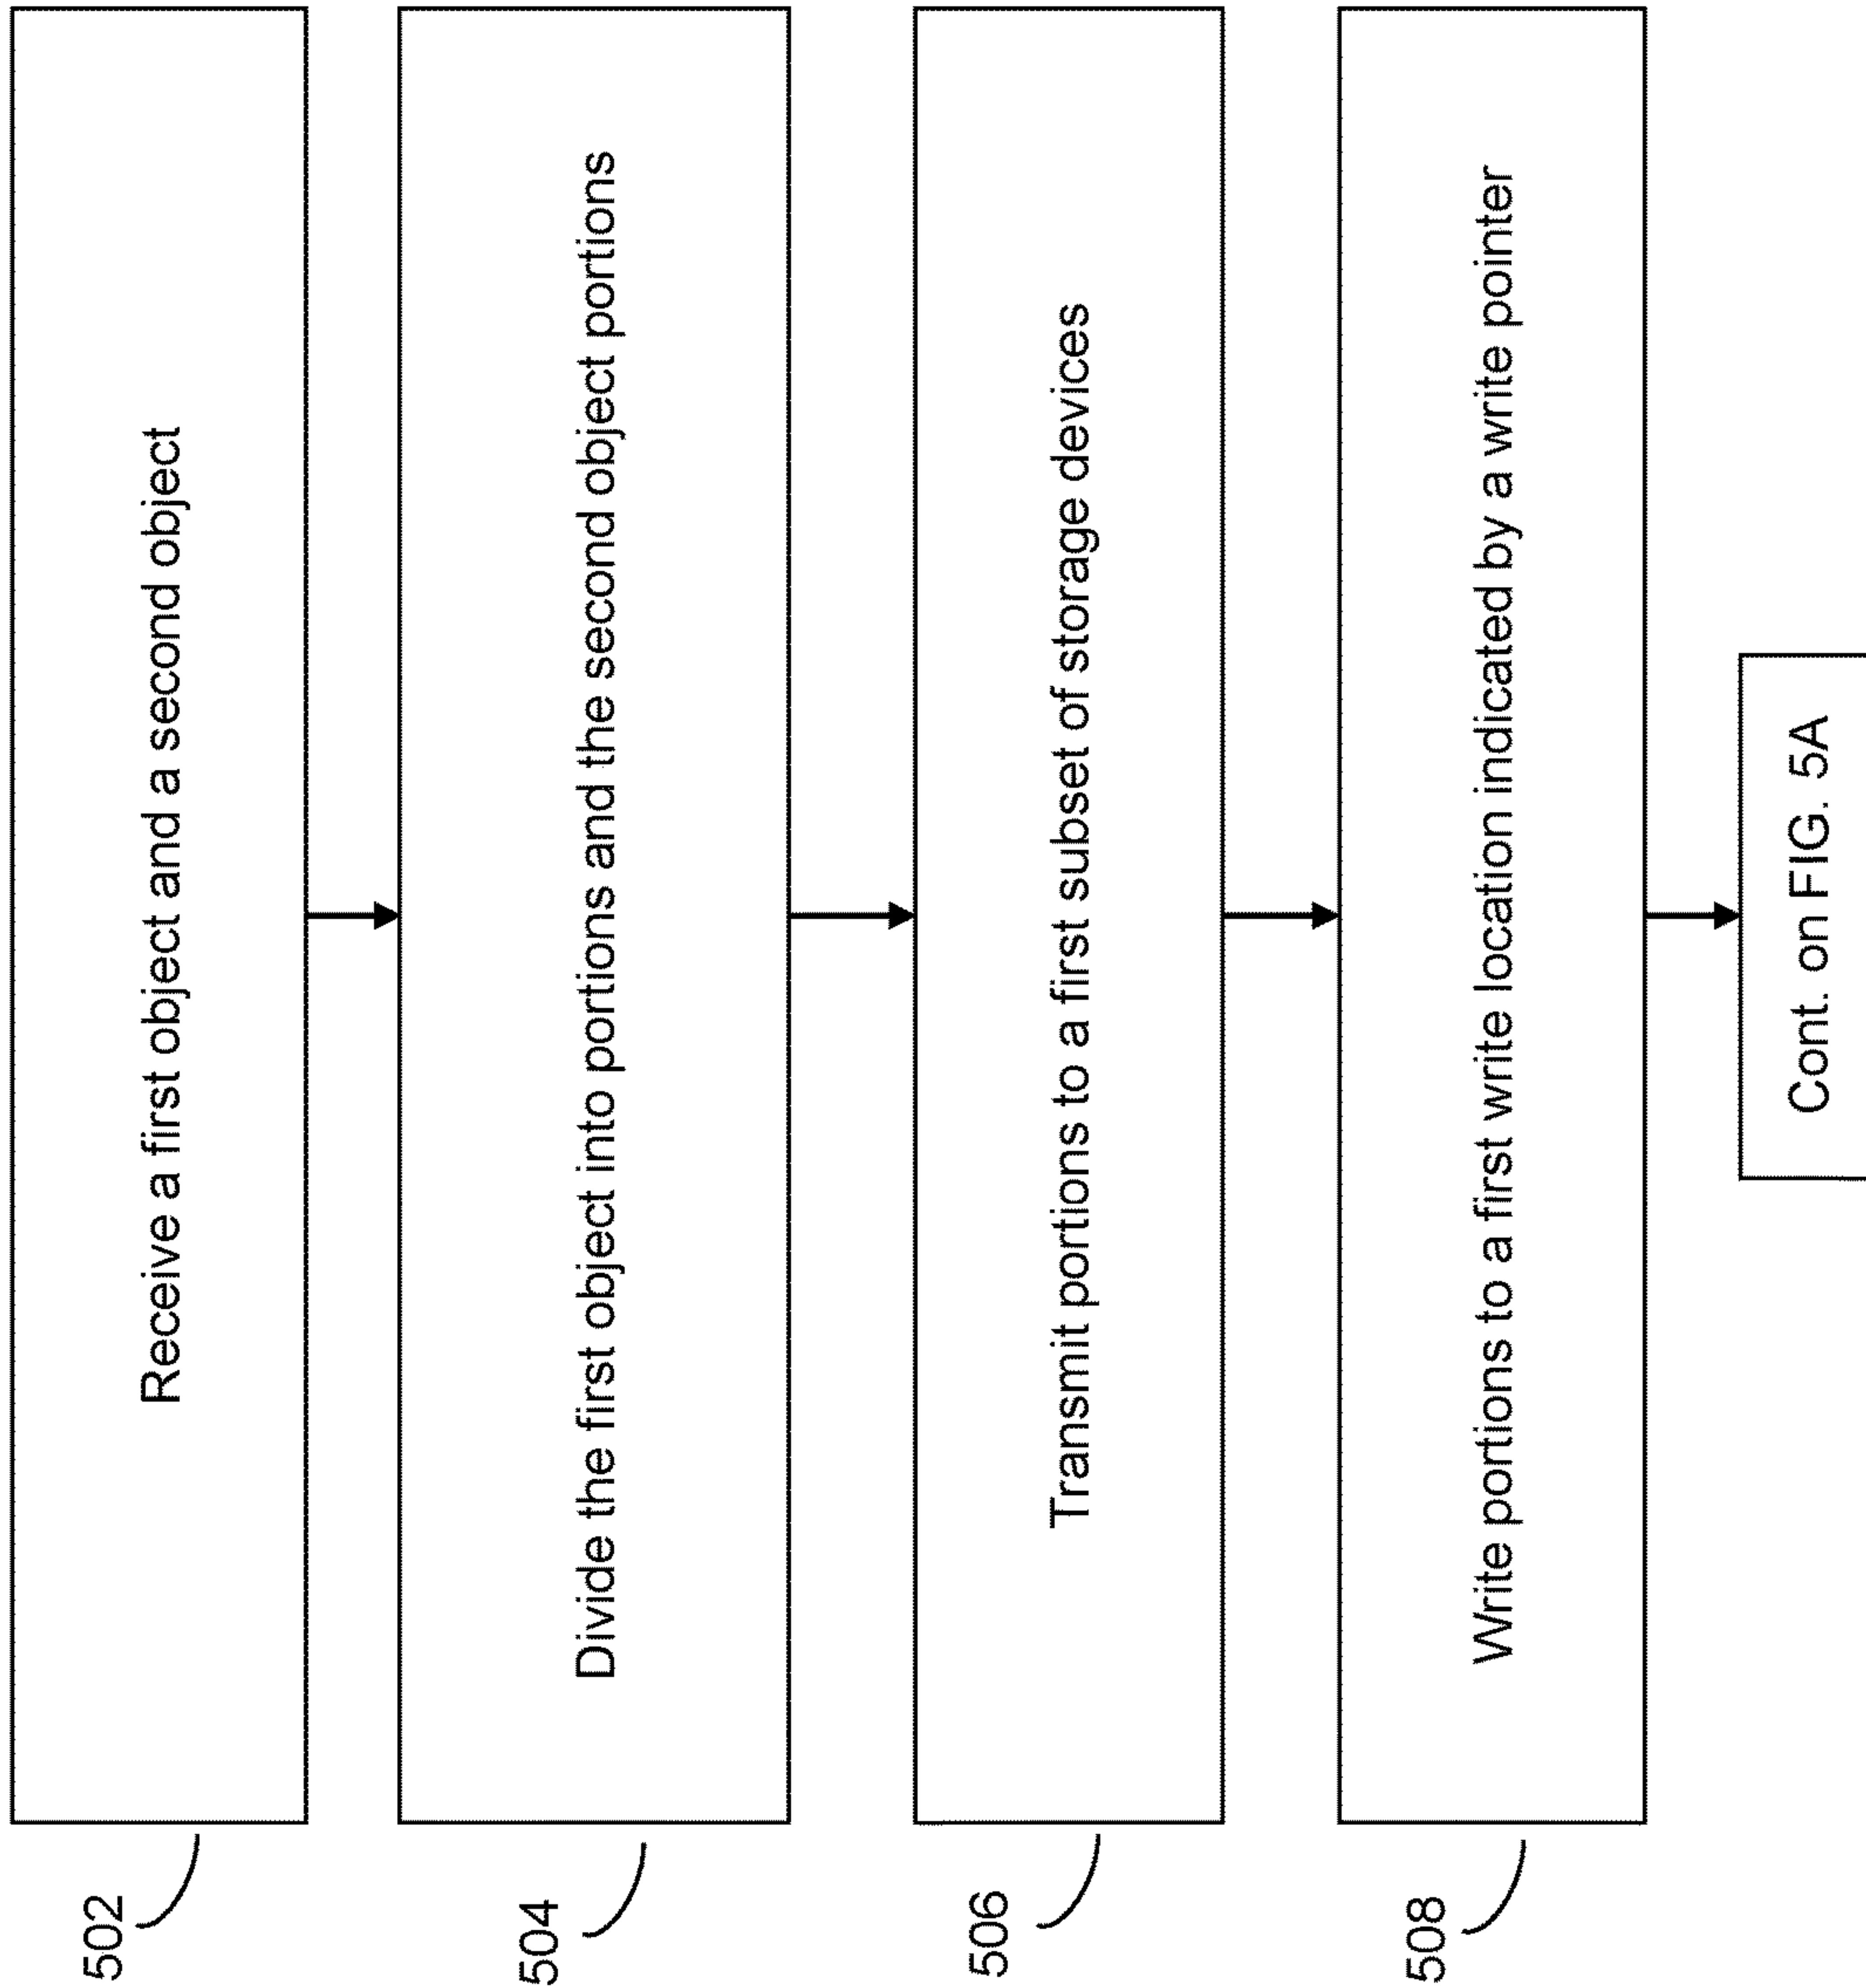 502
Receive a first object and a second object
504
Divide the first object into portions and the second object portions
506
Transmit portions to a first subset of storage devices
508
Write portions to a first write location indicated by a write pointer
Cont. on FIG. 5A